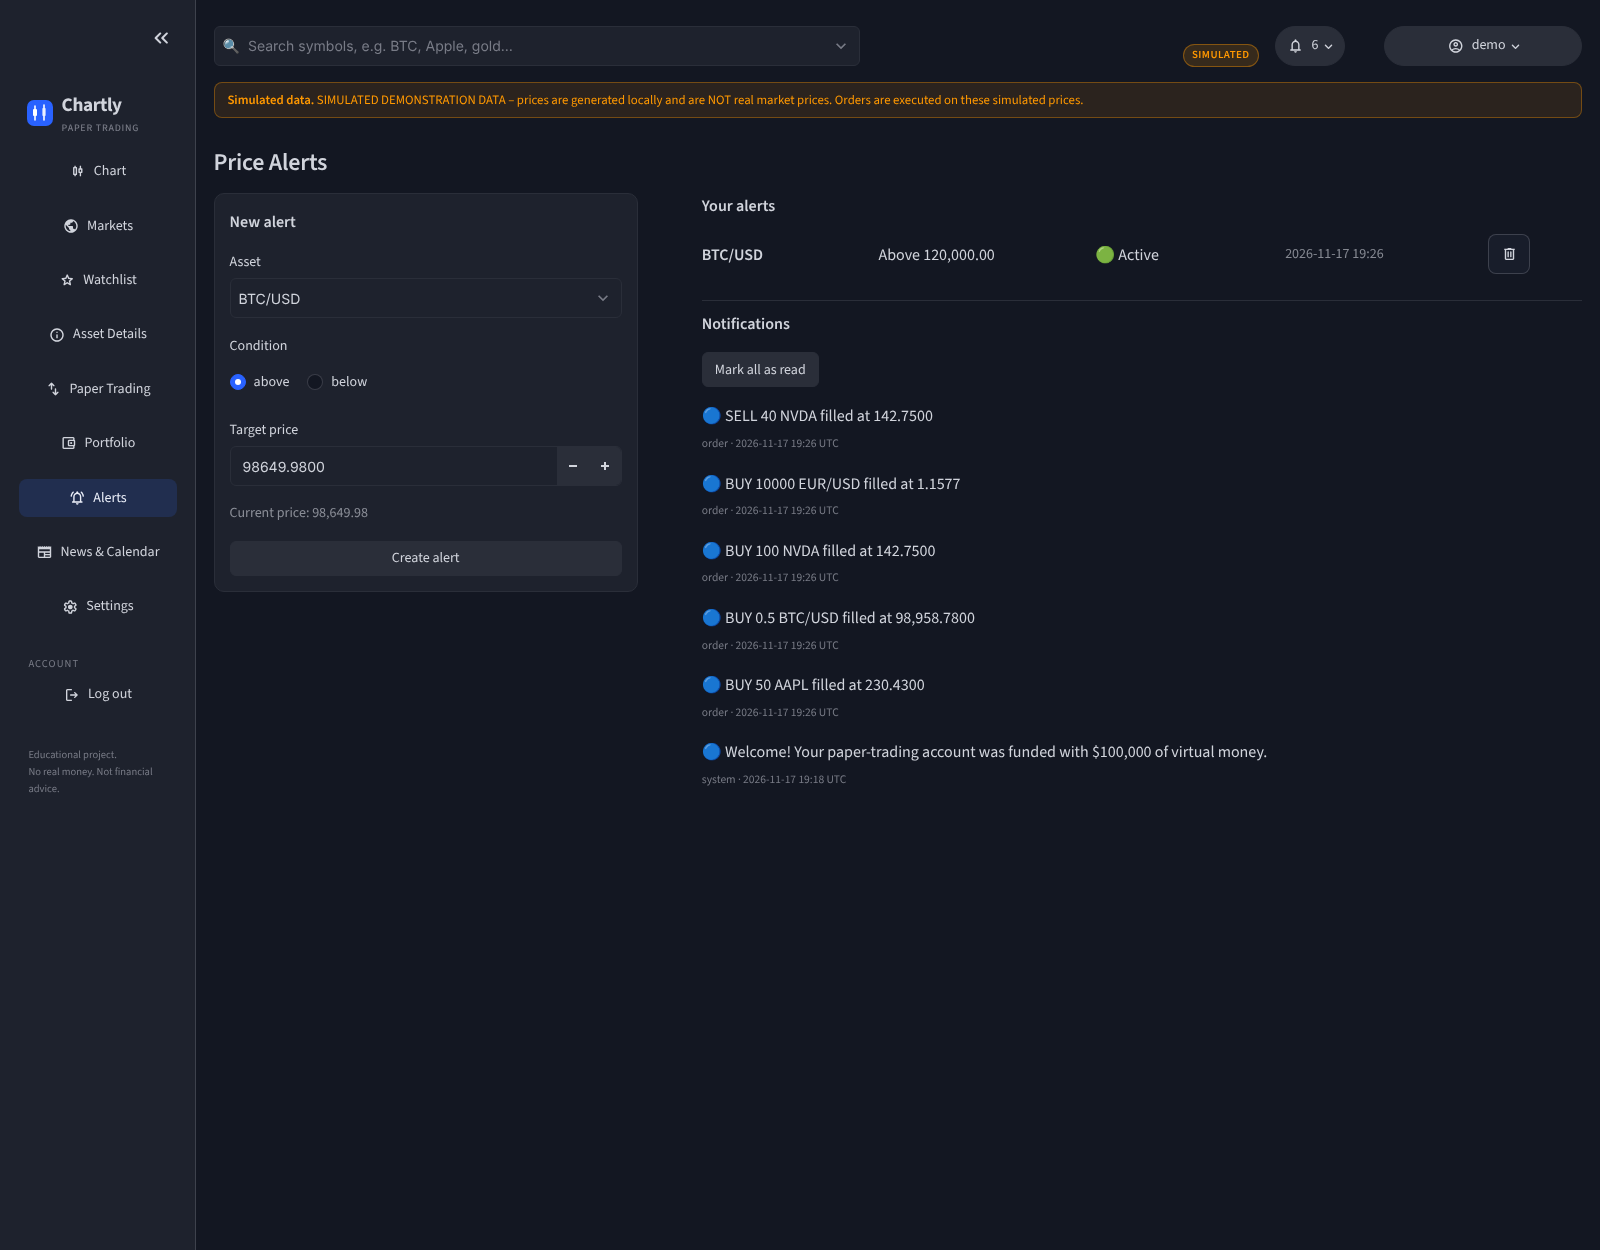 Chartly
PAPER TRADING
Chart
Markets
Watchlist
Asset Details
Paper Trading
Portfolio
Alerts
News & Calendar
Settings
ACCOUNT
Log out
Educational project.
No real money. Not financial
advice.
Search symbols, e.g. BTC, Apple, gold...
SIMULATED
6
demo
Simulated data. SIMULATED DEMONSTRATION DATA – prices are generated locally and are NOT real market prices. Orders are executed on these simulated prices.
Price Alerts
New alert
Asset
BTC/USD
Condition
above below
Target price
98649.9800
Current price: 98,649.98
Create alert
Your alerts
BTC/USD Above 120,000.00 Active 2026-11-17 19:26
Notifications
Mark all as read
SELL 40 NVDA filled at 142.7500
order · 2026-11-17 19:26 UTC
BUY 10000 EUR/USD filled at 1.1577
order · 2026-11-17 19:26 UTC
BUY 100 NVDA filled at 142.7500
order · 2026-11-17 19:26 UTC
BUY 0.5 BTC/USD filled at 98,958.7800
order · 2026-11-17 19:26 UTC
BUY 50 AAPL filled at 230.4300
order · 2026-11-17 19:26 UTC
Welcome! Your paper-trading account was funded with $100,000 of virtual money.
system · 2026-11-17 19:18 UTC